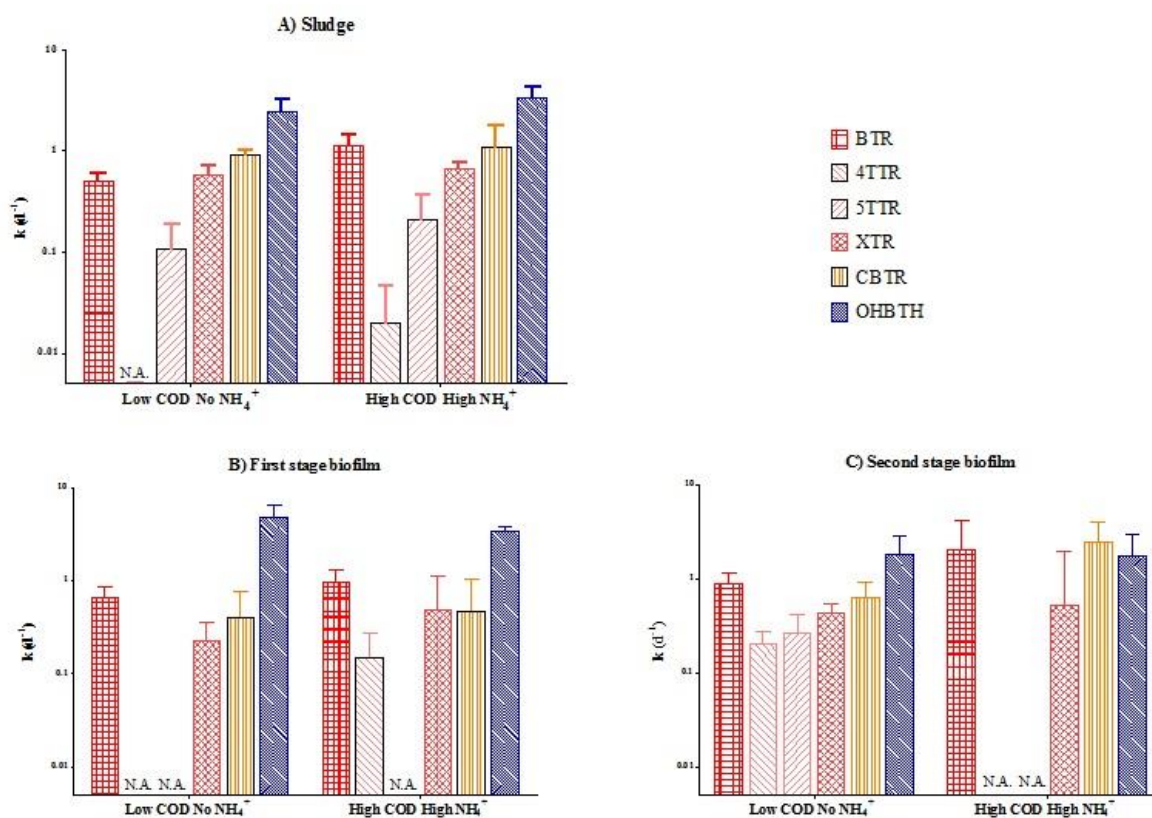 A) Sludge
10
1
0.1
0.01
k (d⁻¹)
N.A.
Low COD No NH₄⁺
High COD High NH₄⁺
BTR
4TTR
5TTR
XTR
CBTR
OHBTH
B) First stage biofilm
10
1
0.1
0.01
k (d⁻¹)
N.A. N.A.
N.A.
Low COD No NH₄⁺
High COD High NH₄⁺
C) Second stage biofilm
10
1
0.1
0.01
k (d⁻¹)
N.A. N.A.
Low COD No NH₄⁺
High COD High NH₄⁺